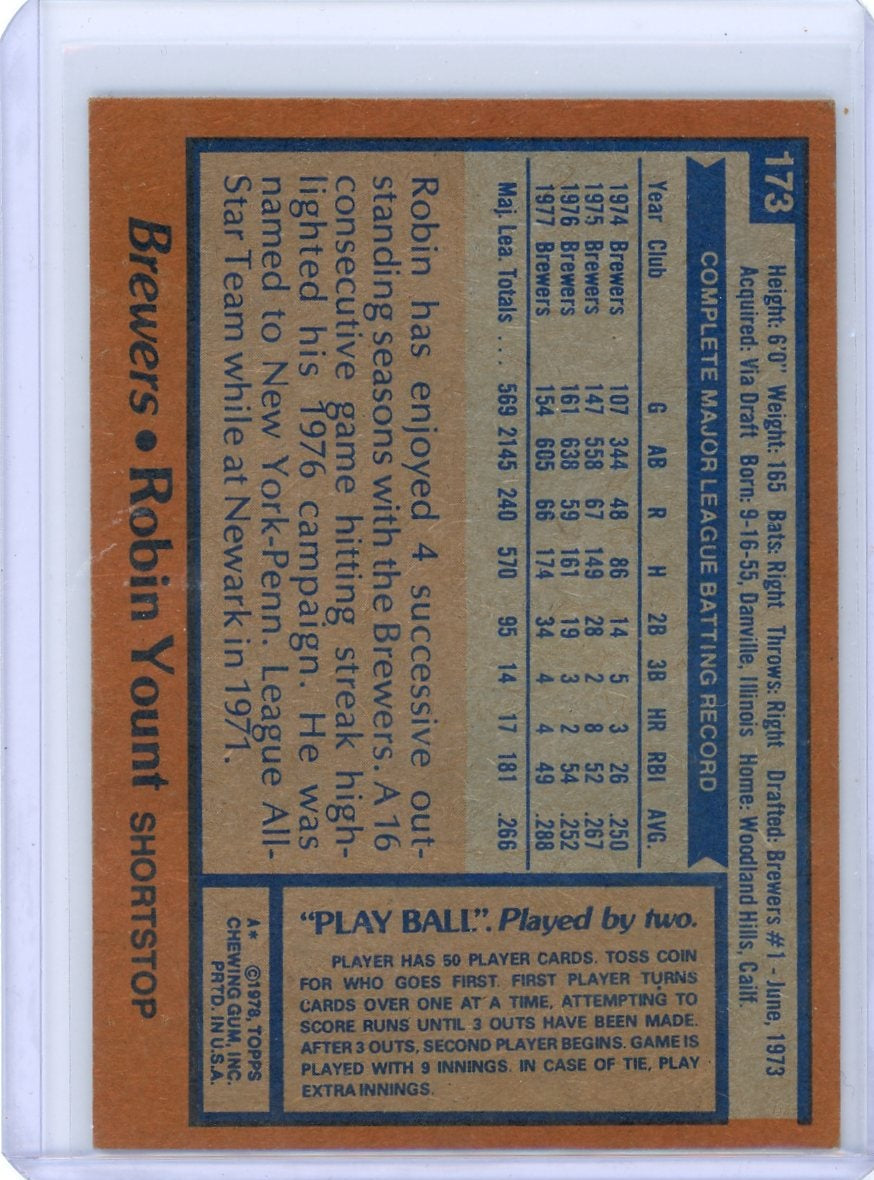 173
Height: 6'0" Weight: 165 Bats: Right Throws: Right Drafted: Brewers #1 - June, 1973
Acquired: Via Draft Born: 9-16-55, Danville, Illinois Home: Woodland Hills, Calif.
COMPLETE MAJOR LEAGUE BATTING RECORD
Year Club G AB R H 2B 3B HR RBI AVG.
1974 Brewers 107 344 48 86 14 5 3 26 .250
1975 Brewers 147 558 67 149 28 2 8 52 .267
1976 Brewers 161 638 59 161 19 3 2 54 .252
1977 Brewers 154 605 66 174 34 4 4 49 .288
Maj. Lea. Totals .... 569 2145 240 570 95 14 17 181 .266
Robin has enjoyed 4 successive out-
standing seasons with the Brewers. A 16
consecutive game hitting streak high-
lighted his 1976 campaign. He was
named to New York-Penn. League All-
Star Team while at Newark in 1971.
"PLAY BALL". Played by two.
PLAYER HAS 50 PLAYER CARDS. TOSS COIN
FOR WHO GOES FIRST. FIRST PLAYER TURNS
CARDS OVER ONE AT A TIME, ATTEMPTING TO
SCORE RUNS UNTIL 3 OUTS HAVE BEEN MADE.
AFTER 3 OUTS, SECOND PLAYER BEGINS. GAME IS
PLAYED WITH 9 INNINGS. IN CASE OF TIE, PLAY
EXTRA INNINGS.
A* ©1978, TOPPS
CHEWING GUM, INC.
PRTD. IN U.S.A.
Brewers • Robin Yount SHORTSTOP